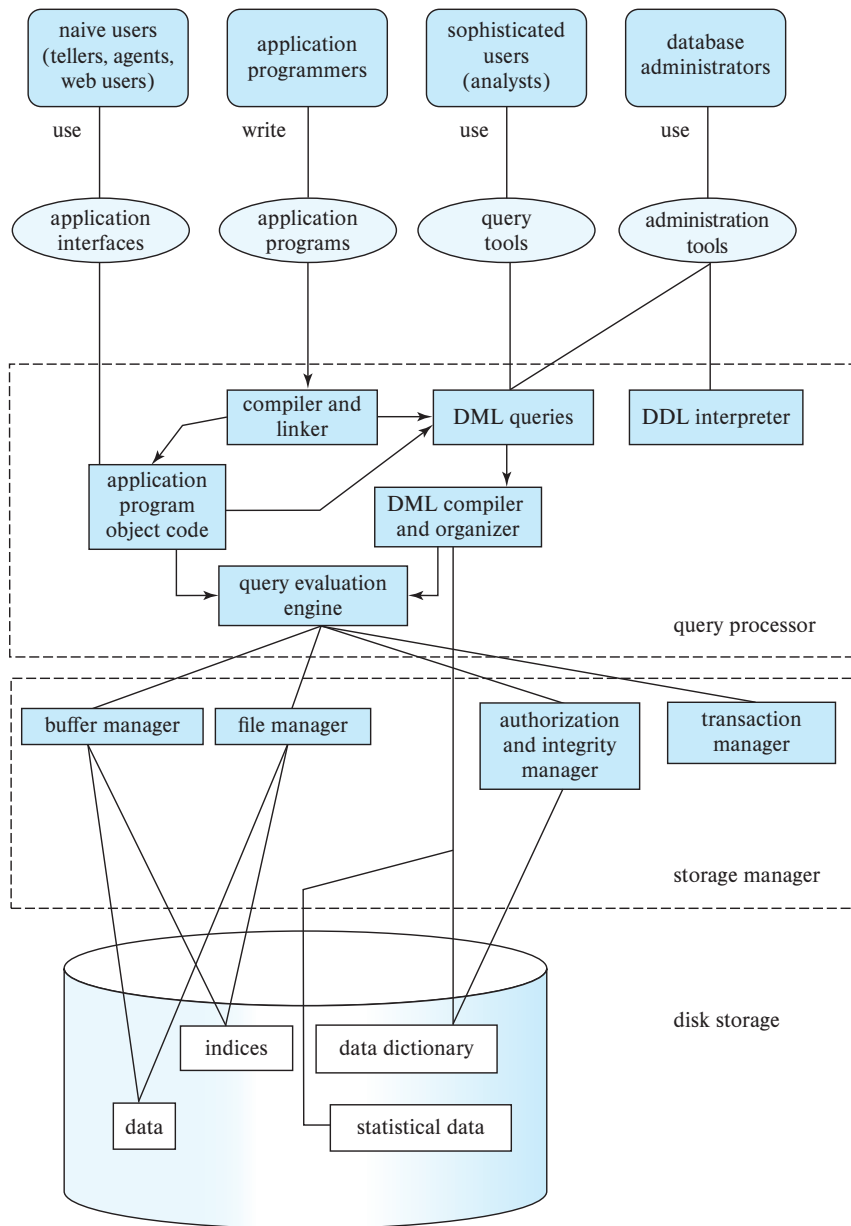 naive users
(tellers, agents,
web users)
application
programmers
sophisticated
users
(analysts)
database
administrators
use
write
use
use
application
interfaces
application
programs
query
tools
administration
tools
compiler and
linker
DML queries
DDL interpreter
application
program
object code
DML compiler
and organizer
query evaluation
engine
query processor
buffer manager
file manager
authorization
and integrity
manager
transaction
manager
storage manager
disk storage
indices
data dictionary
data
statistical data